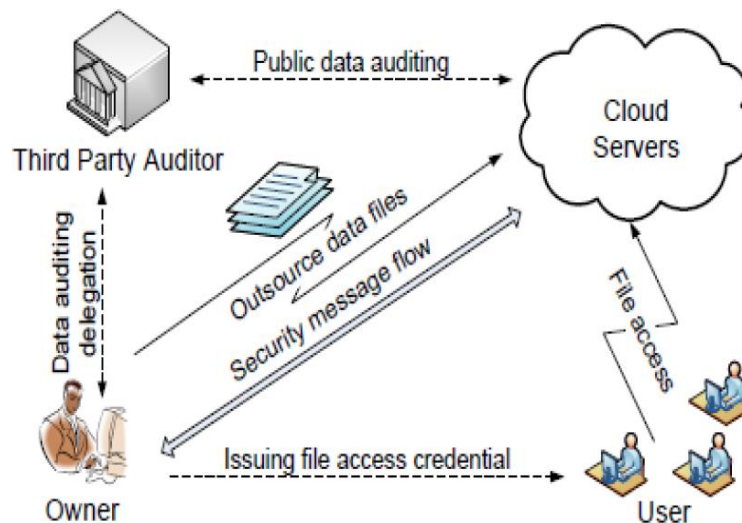 Public data auditing
Cloud
Servers
Third Party Auditor
Data auditing
delegation
Outsource data files
Security message flow
File access
Issuing file access credential
Owner
User